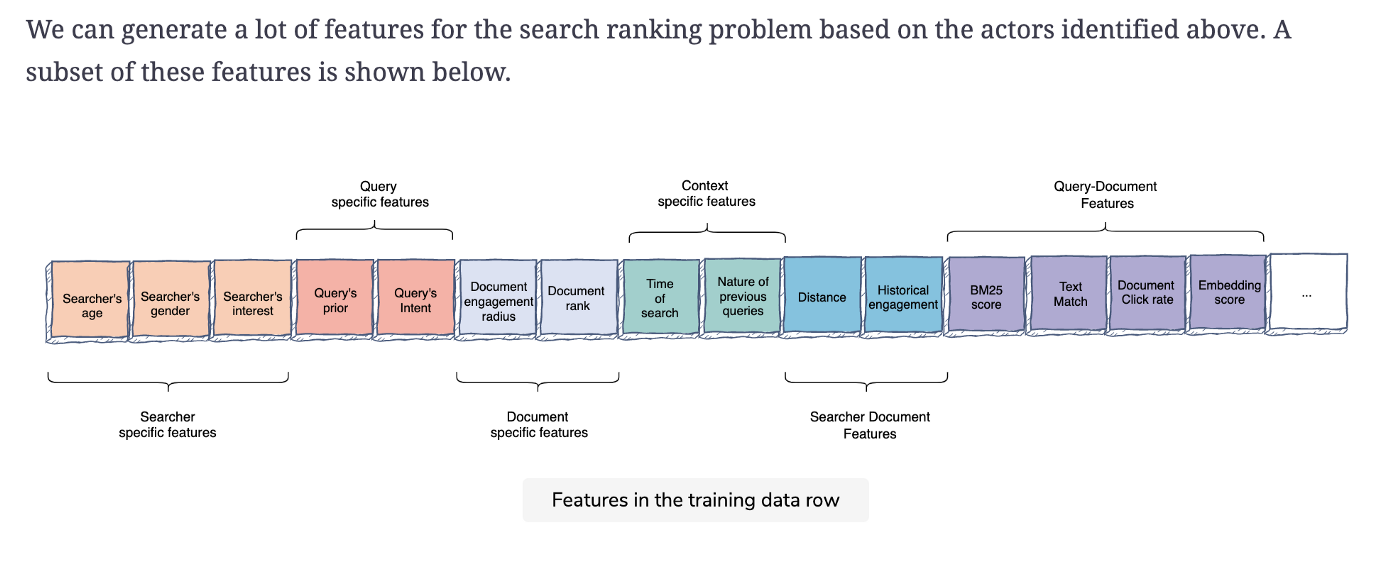 We can generate a lot of features for the search ranking problem based on the actors identified above. A
subset of these features is shown below.
Query
specific features
Context
specific features
Query-Document
Features
Searcher's
age
Searcher's
gender
Searcher's
interest
Query's
prior
Query's
Intent
Document
engagement
radius
Document
rank
Time
of
search
Nature of
previous
queries
Distance
Historical
engagement
BM25
score
Text
Match
Document
Click rate
Embedding
score
...
Searcher
specific features
Document
specific features
Searcher Document
Features
Features in the training data row